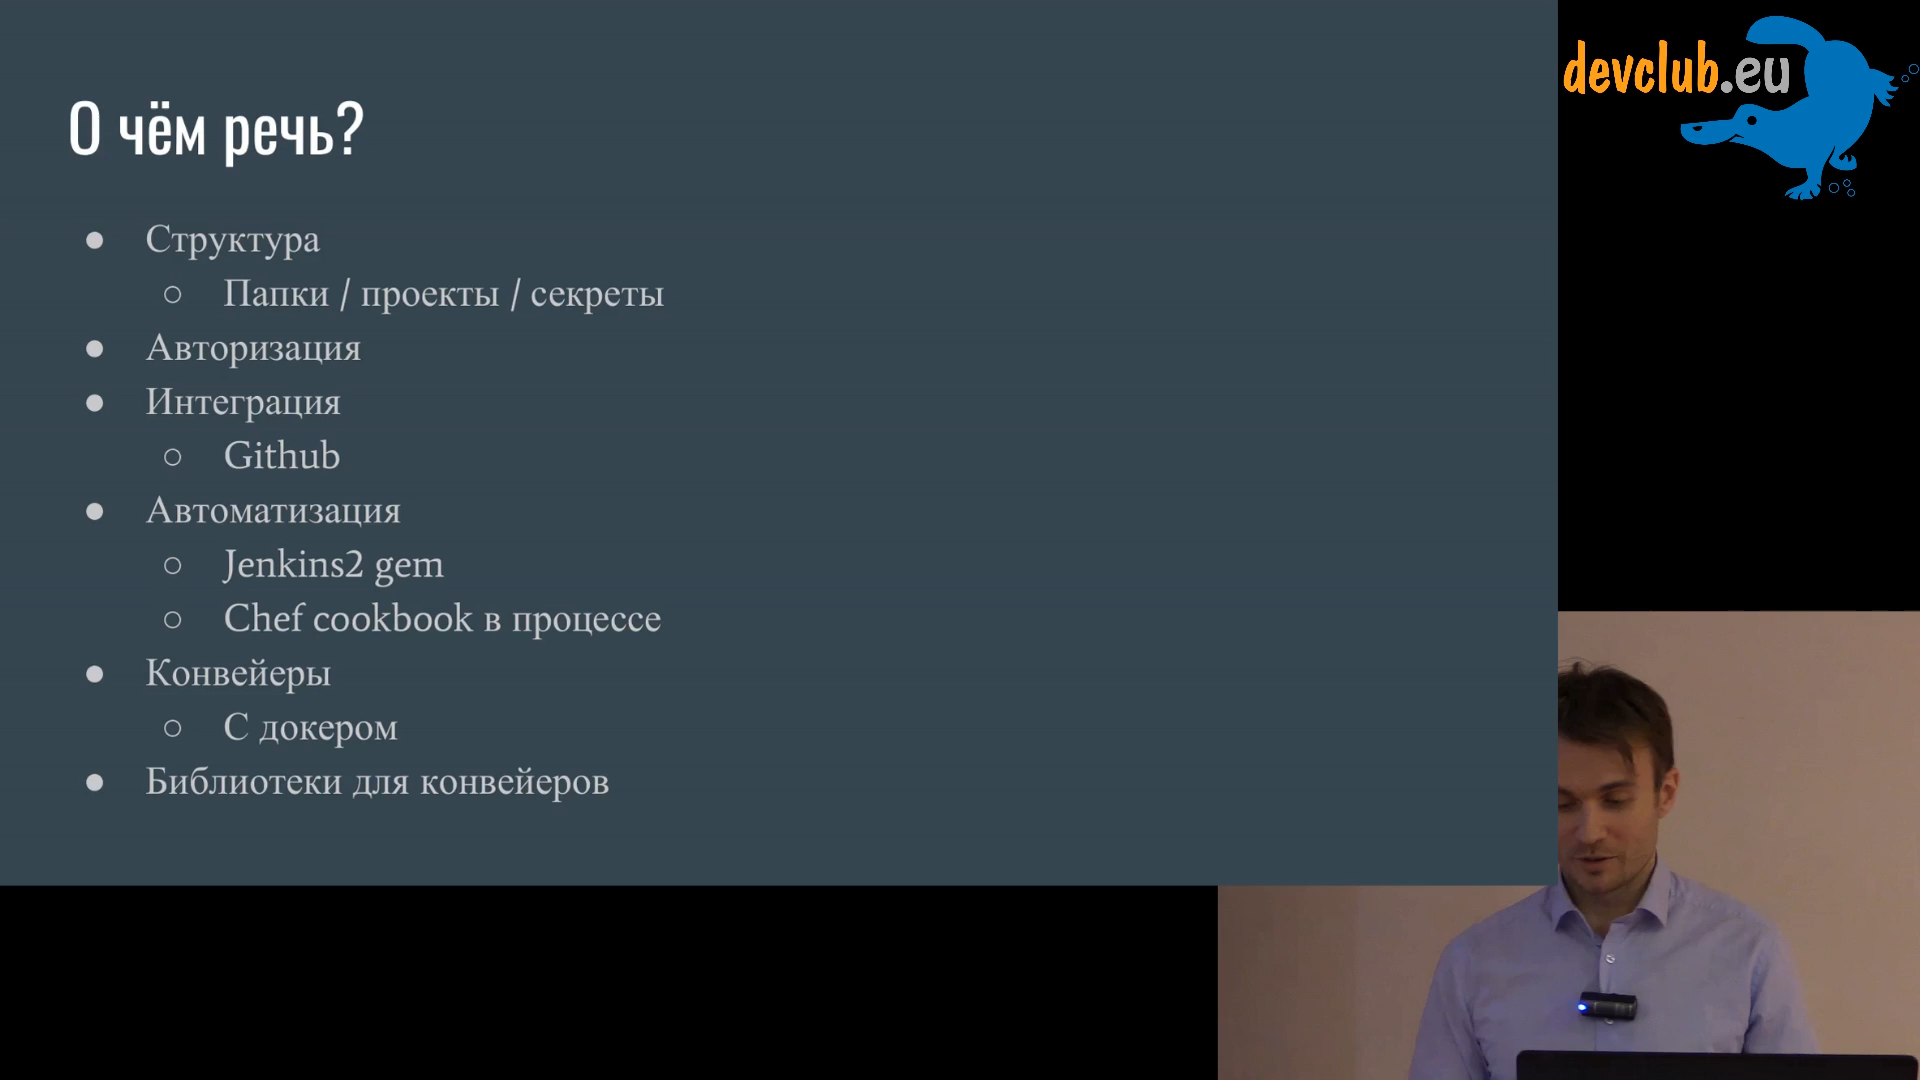 О чём речь?
Структура
Папки / проекты / секреты
Авторизация
Интеграция
Github
Автоматизация
Jenkins2 gem
Chef cookbook в процессе
Конвейеры
С докером
Библиотеки для конвейеров
devclub.eu